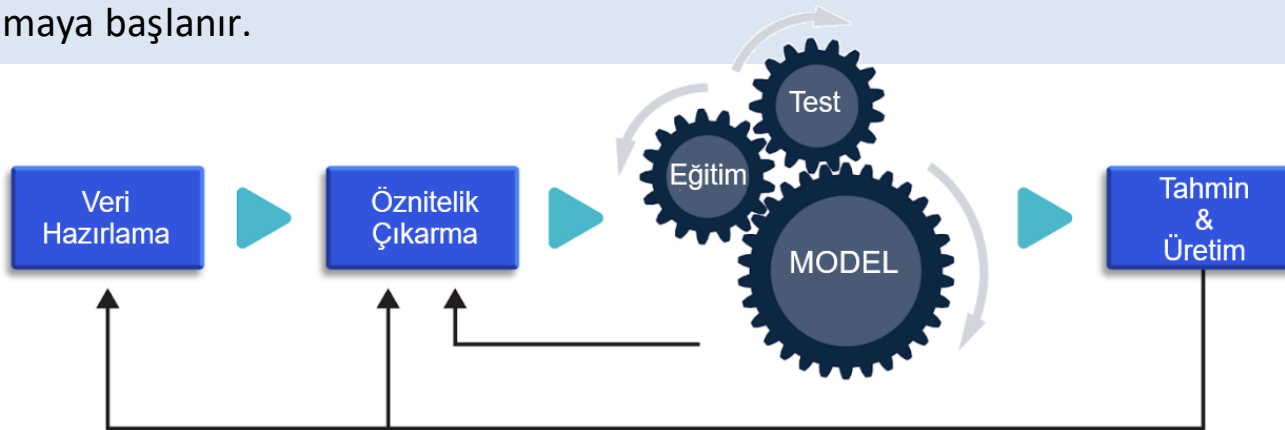 maya başlanır.
Test
Eğitim
Veri
Hazırlama
Öznitelik
Çıkarma
MODEL
Tahmin
&
Üretim